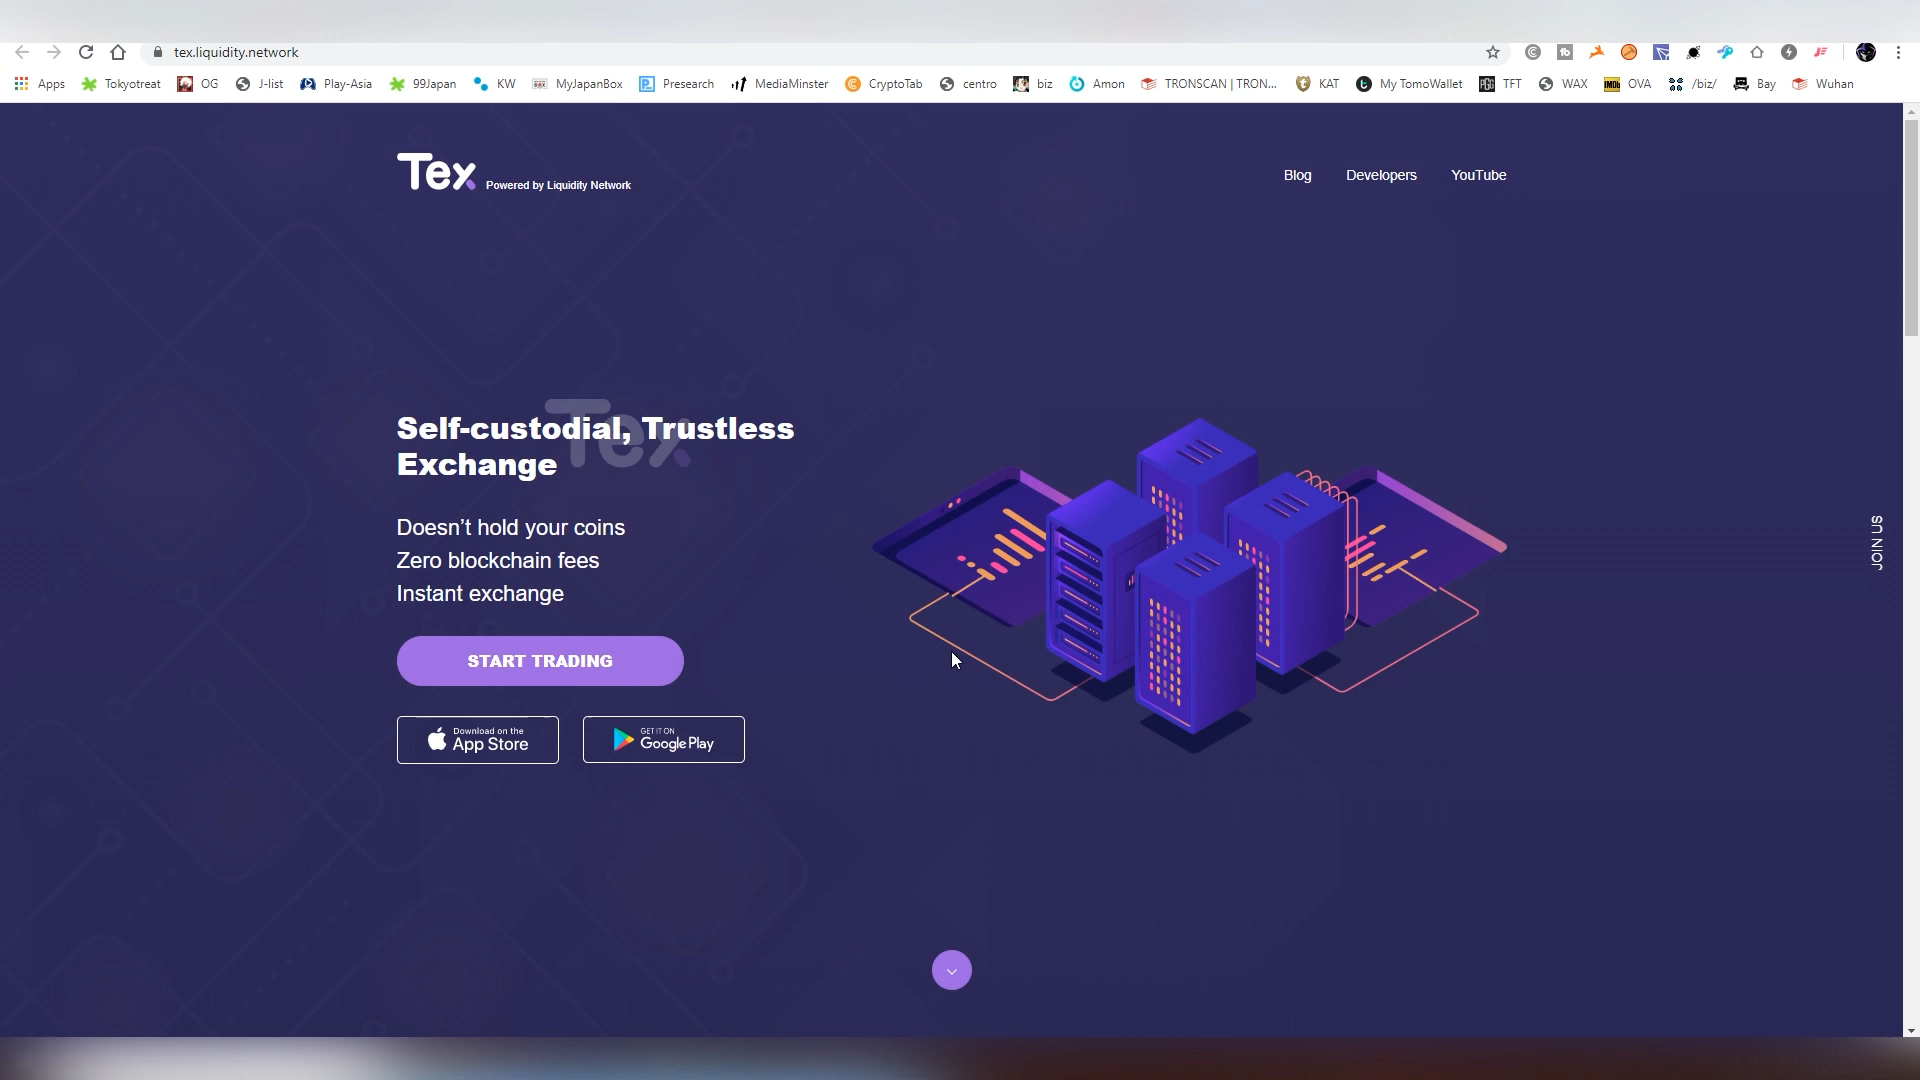 tex.liquidity.network
Apps Tokyotreat OG J-list Play-Asia 99Japan KW MyJapanBox Presearch MediaMinster CryptoTab centro biz Amon TRONSCAN | TRON... KAT My TomoWallet TFT WAX OVA /biz/ Bay Wuhan
Tex Powered by Liquidity Network
Blog Developers YouTube
Tex
Self-custodial, Trustless
Exchange
Doesn't hold your coins
Zero blockchain fees
Instant exchange
JOIN US
START TRADING
Download on the
App Store
GET IT ON
Google Play